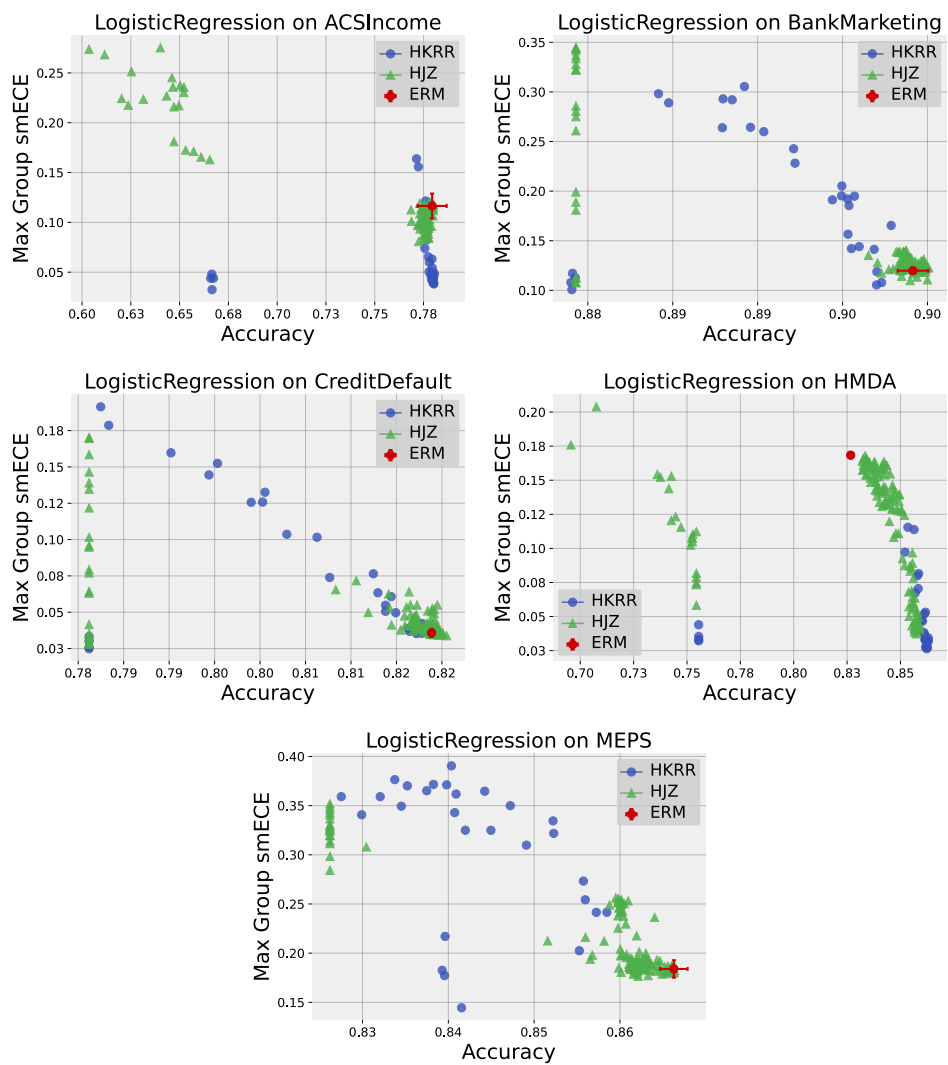 LogisticRegression on ACSIncome
Max Group smECE
0.25
0.20
0.15
0.10
0.05
HKRR
HJZ
ERM
0.60 0.63 0.65 0.68 0.70 0.73 0.75 0.78
Accuracy
LogisticRegression on BankMarketing
Max Group smECE
0.35
0.30
0.25
0.20
0.15
0.10
HKRR
HJZ
ERM
0.88 0.89 0.89 0.90 0.90
Accuracy
LogisticRegression on CreditDefault
Max Group smECE
0.18
0.15
0.12
0.10
0.08
0.05
0.03
HKRR
HJZ
ERM
0.78 0.79 0.79 0.80 0.80 0.81 0.81 0.82 0.82
Accuracy
LogisticRegression on HMDA
Max Group smECE
0.20
0.18
0.15
0.12
0.10
0.08
0.05
0.03
HKRR
HJZ
ERM
0.70 0.73 0.75 0.78 0.80 0.83 0.85
Accuracy
LogisticRegression on MEPS
Max Group smECE
0.40
0.35
0.30
0.25
0.20
0.15
HKRR
HJZ
ERM
0.83 0.84 0.85 0.86
Accuracy